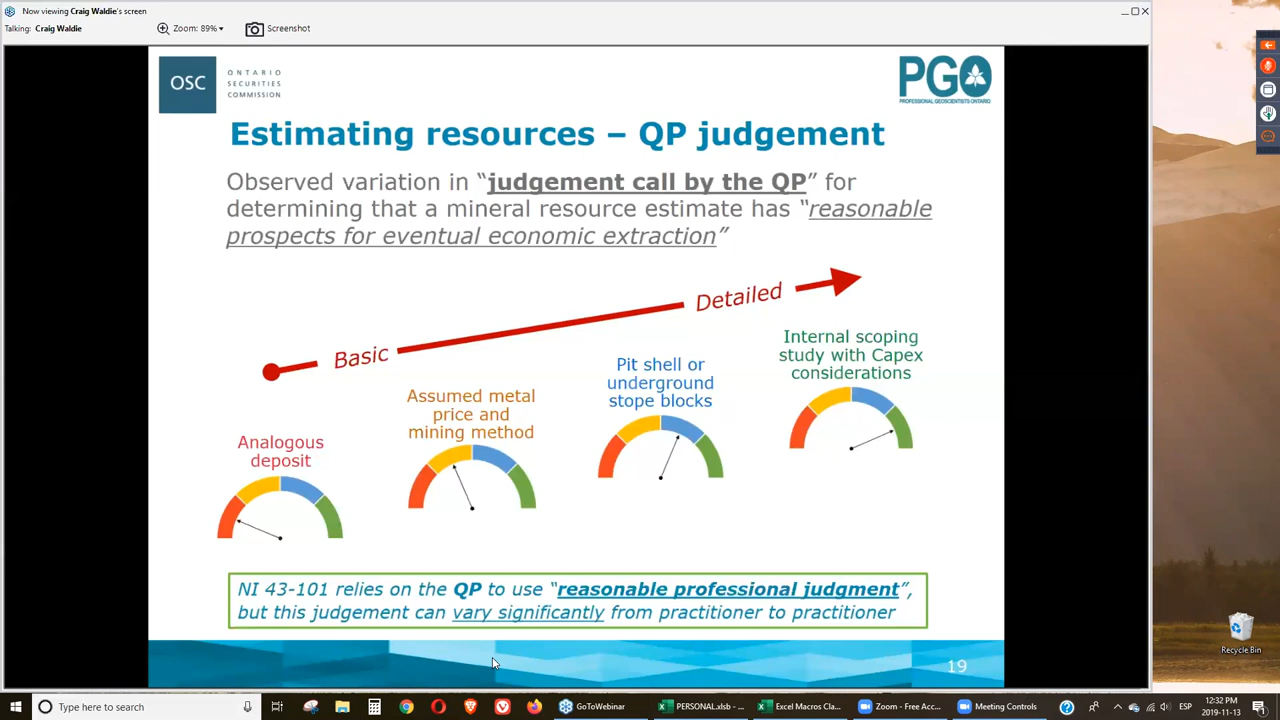 Now viewing Craig Waldie's screen
Talking: Craig Waldie
Zoom: 89%
Screenshot
OSC
ONTARIO
SECURITIES
COMMISSION
PGO
PROFESSIONAL GEOSCIENTISTS ONTARIO
Estimating resources – QP judgement
Observed variation in “judgement call by the QP” for
determining that a mineral resource estimate has “reasonable
prospects for eventual economic extraction”
Basic
Detailed
Analogous
deposit
Assumed metal
price and
mining method
Pit shell or
underground
stope blocks
Internal scoping
study with Capex
considerations
NI 43-101 relies on the QP to use “reasonable professional judgment”,
but this judgement can vary significantly from practitioner to practitioner
19
Recycle Bin
Type here to search
GoToWebinar
PERSONAL.xlsb - ...
Excel Macros Cla...
Zoom - Free Acc...
Meeting Controls
ESP
12:32 PM
2019-11-13